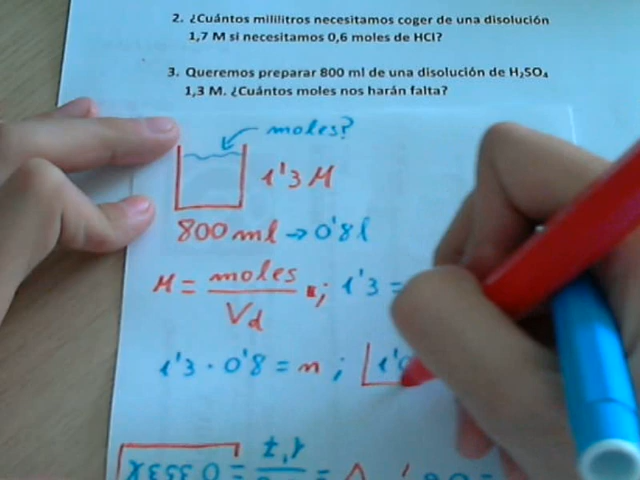 2. ¿Cuántos mililitros necesitamos coger de una disolución
1,7 M si necesitamos 0,6 moles de HCl?
3. Queremos preparar 800 ml de una disolución de H₂SO₄
1,3 M. ¿Cuántos moles nos harán falta?
moles?
1'3 M
800 ml → 0'8 l
M = moles / Vd ; 1'3 =
1'3 · 0'8 = n ; 1'0